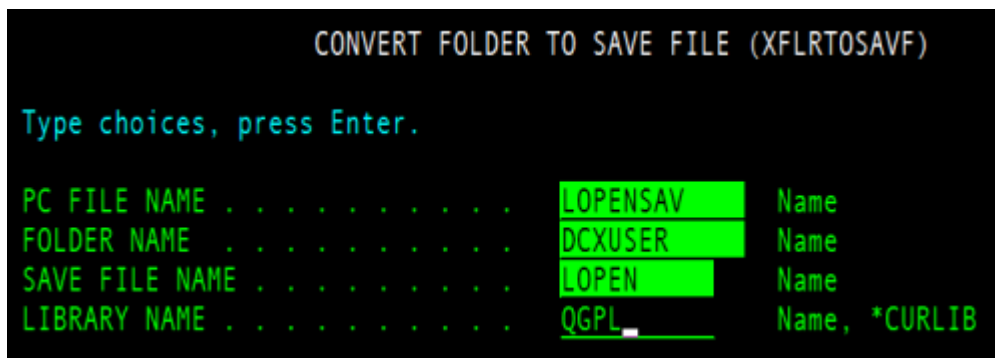 CONVERT FOLDER TO SAVE FILE (XFLRTOSAVF)
Type choices, press Enter.
PC FILE NAME . . . . . . . . . . LOPENSAV Name
FOLDER NAME . . . . . . . . . . DCXUSER Name
SAVE FILE NAME . . . . . . . . . LOPEN Name
LIBRARY NAME . . . . . . . . . . QGPL Name, *CURLIB